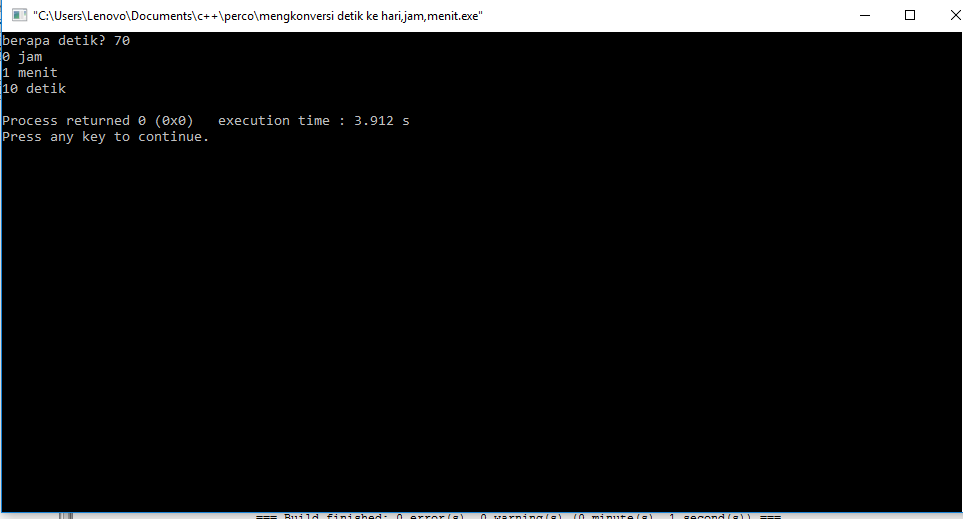 "C:\Users\Lenovo\Documents\c++\perco\mengkonversi detik ke hari,jam,menit.exe"
berapa detik? 70
0 jam
1 menit
10 detik
Process returned 0 (0x0)   execution time : 3.912 s
Press any key to continue.
=== Build finished: 0 error(s), 0 warning(s) (0 minute(s), 1 second(s)) ===